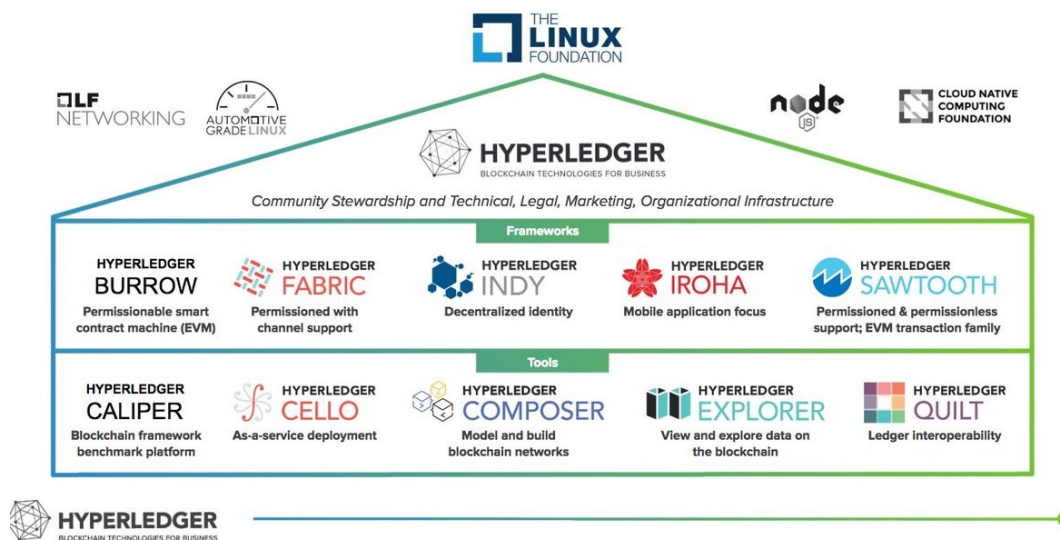 THE
LINUX
FOUNDATION
LF
NETWORKING
AUTOMOTIVE
GRADELINUX
node
JS
CLOUD NATIVE
COMPUTING
FOUNDATION
HYPERLEDGER
BLOCKCHAIN TECHNOLOGIES FOR BUSINESS
Community Stewardship and Technical, Legal, Marketing, Organizational Infrastructure
Frameworks
HYPERLEDGER
BURROW
Permissionable smart
contract machine (EVM)
HYPERLEDGER
FABRIC
Permissioned with
channel support
HYPERLEDGER
INDY
Decentralized identity
HYPERLEDGER
IROHA
Mobile application focus
HYPERLEDGER
SAWTOOTH
Permissioned & permissionless
support; EVM transaction family
Tools
HYPERLEDGER
CALIPER
Blockchain framework
benchmark platform
HYPERLEDGER
CELLO
As-a-service deployment
HYPERLEDGER
COMPOSER
Model and build
blockchain networks
HYPERLEDGER
EXPLORER
View and explore data on
the blockchain
HYPERLEDGER
QUILT
Ledger interoperability
HYPERLEDGER
BLOCKCHAIN TECHNOLOGIES FOR BUSINESS